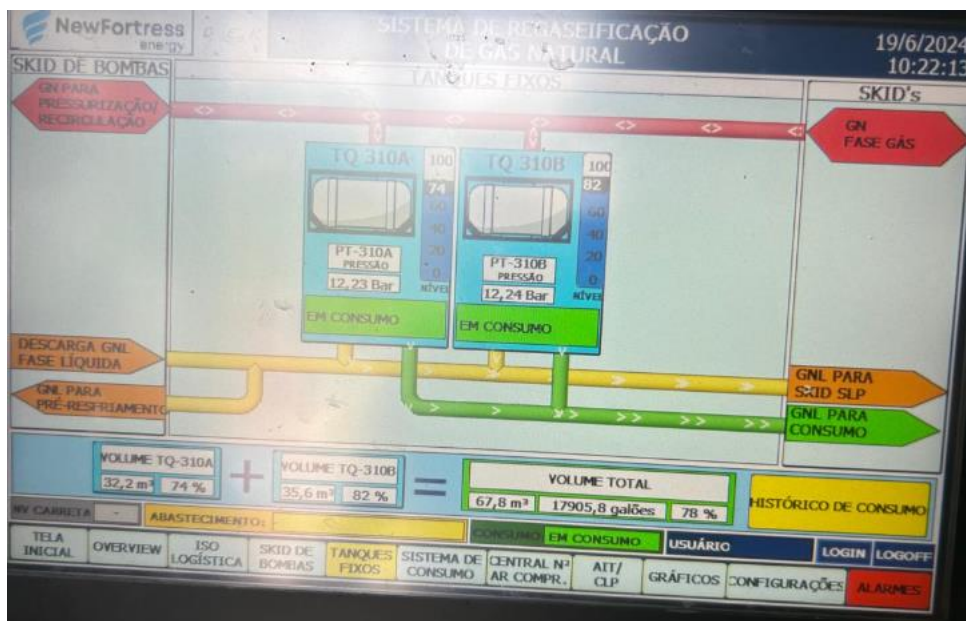 NewFortress
energy
SISTEMA DE REGASEIFICAÇÃO
DE GÁS NATURAL
19/6/2024
10:22:13
SKID DE BOMBAS
TANQUES FIXOS
SKID's
GN PARA
PRESSURIZAÇÃO/
RECIRCULAÇÃO
GN
FASE GÁS
TQ 310A
100
74
60
40
20
0
NÍVEL
PT-310A
PRESSÃO
12,23 Bar
EM CONSUMO
TQ 310B
100
82
60
40
20
0
NÍVEL
PT-310B
PRESSÃO
12,24 Bar
EM CONSUMO
DESCARGA GNL
FASE LÍQUIDA
GNL PARA
PRÉ-RESFRIAMENTO
GNL PARA
SKID SLP
GNL PARA
CONSUMO
VOLUME TQ-310A
32,2 m³ 74 %
+
VOLUME TQ-310B
35,6 m³ 82 %
=
VOLUME TOTAL
67,8 m³ 17905,8 galões 78 %
HISTÓRICO DE CONSUMO
NV CARRETA -
ABASTECIMENTO:
CONSUMO EM CONSUMO
USUÁRIO
LOGIN LOGOFF
TELA
INICIAL
OVERVIEW
ISO
LOGÍSTICA
SKID DE
BOMBAS
TANQUES
FIXOS
SISTEMA DE
CONSUMO
CENTRAL N²
AR COMPR.
AIT/
CLP
GRÁFICOS
CONFIGURAÇÕES
ALARMES